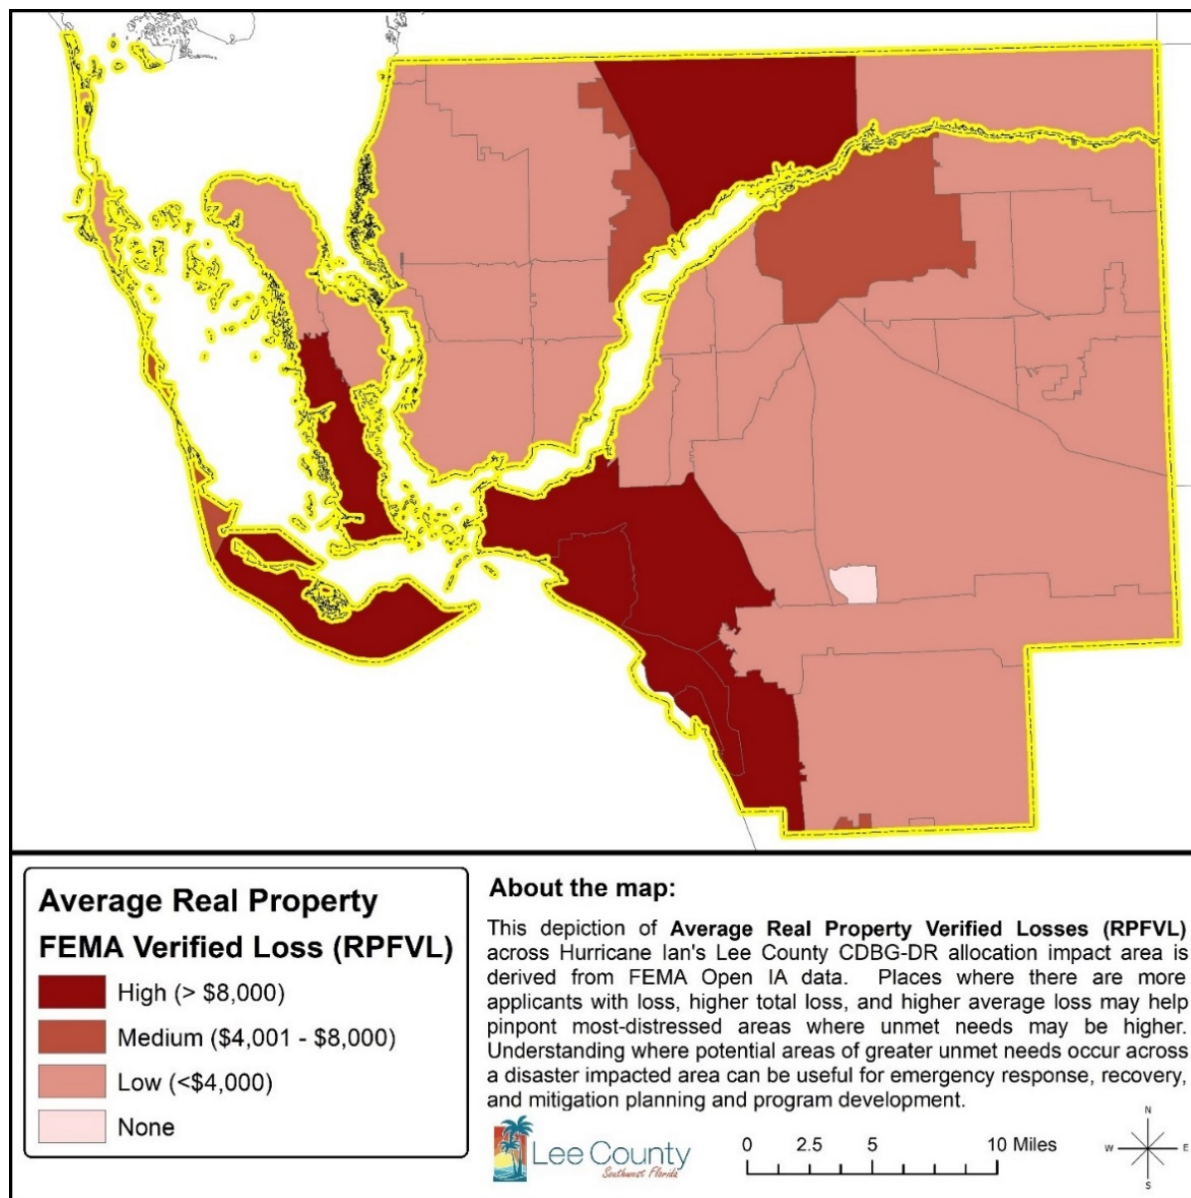 Average Real Property
FEMA Verified Loss (RPFVL)
High (> $8,000)
Medium ($4,001 - $8,000)
Low (<$4,000)
None
About the map:
This depiction of Average Real Property Verified Losses (RPFVL)
across Hurricane Ian's Lee County CDBG-DR allocation impact area is
derived from FEMA Open IA data. Places where there are more
applicants with loss, higher total loss, and higher average loss may help
pinpont most-distressed areas where unmet needs may be higher.
Understanding where potential areas of greater unmet needs occur across
a disaster impacted area can be useful for emergency response, recovery,
and mitigation planning and program development.
Lee County
Southwest Florida
0 2.5 5 10 Miles
N
W E
S